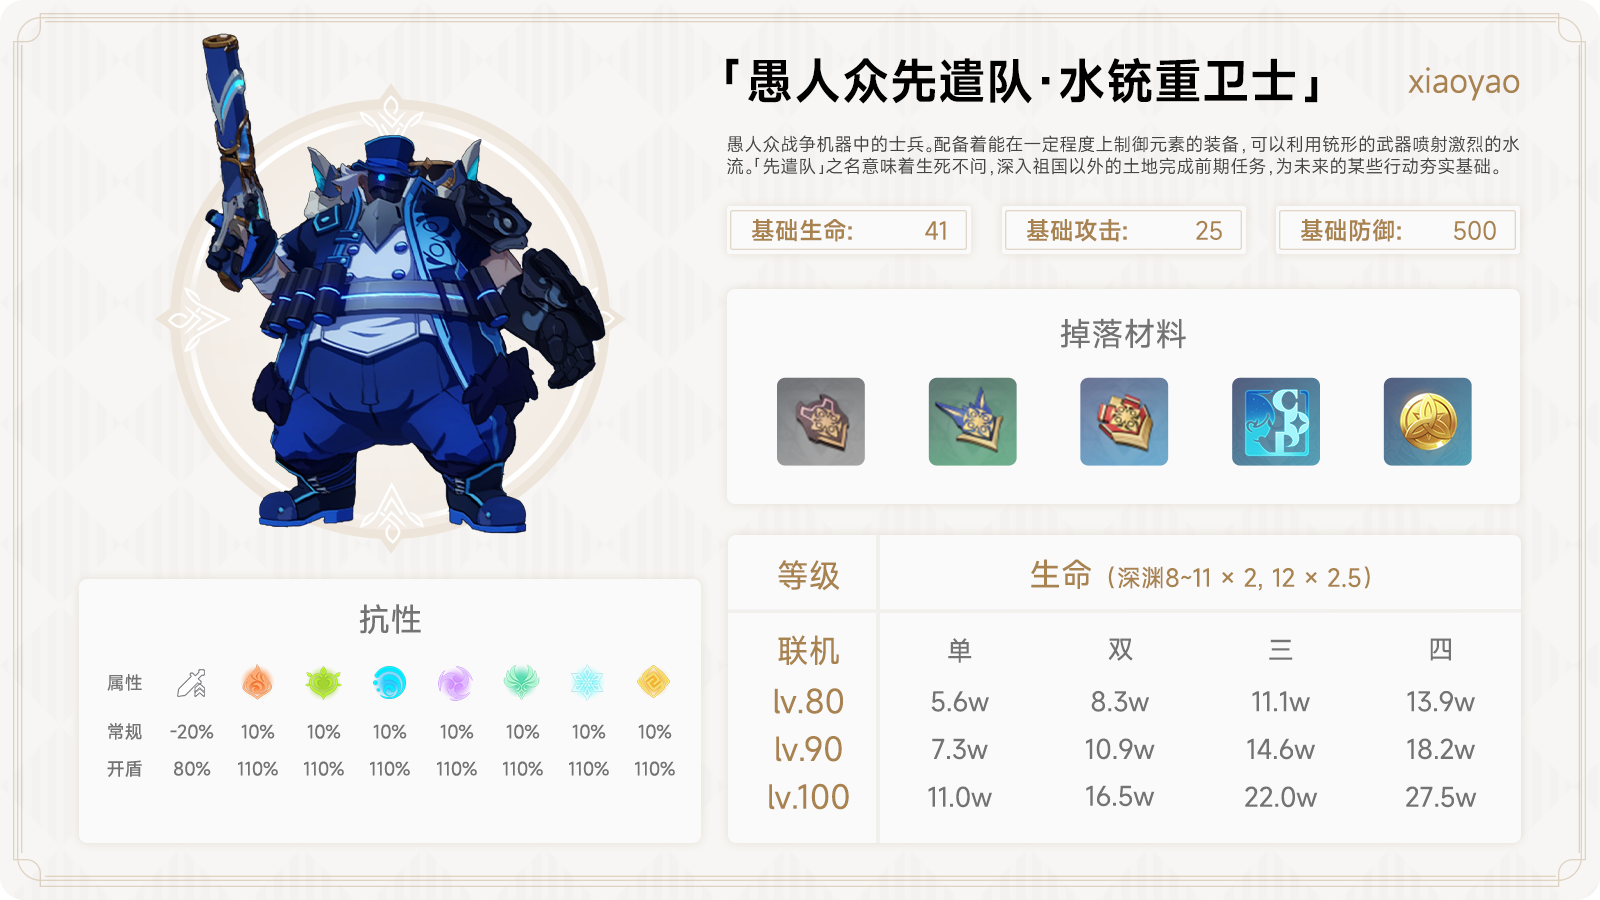 「愚人众先遣队·水铳重卫士」
xiaoyao
愚人众战争机器中的士兵。配备着能在一定程度上制御元素的装备，可以利用铳形的武器喷射激烈的水
流。「先遣队」之名意味着生死不问，深入祖国以外的土地完成前期任务，为未来的某些行动夯实基础。
基础生命: 41
基础攻击: 25
基础防御: 500
掉落材料
抗性
属性
常规 -20% 10% 10% 10% 10% 10% 10% 10%
开盾 80% 110% 110% 110% 110% 110% 110% 110%
等级 生命（深渊8~11 × 2, 12 × 2.5）
联机 单 双 三 四
lv.80 5.6w 8.3w 11.1w 13.9w
lv.90 7.3w 10.9w 14.6w 18.2w
lv.100 11.0w 16.5w 22.0w 27.5w